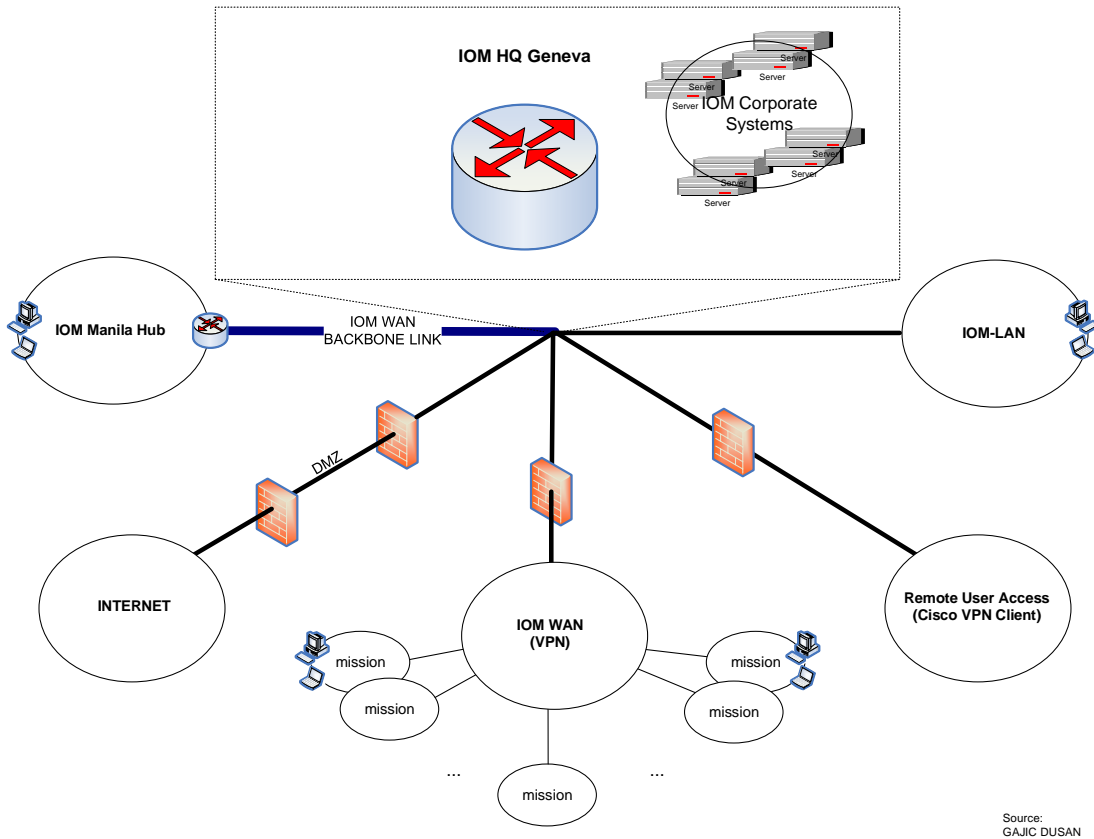 IOM HQ Geneva
Server
Server
Server
Server
IOM Corporate
Systems
Server
Server
Server
Server
IOM Manila Hub
IOM WAN
BACKBONE LINK
IOM-LAN
DMZ
INTERNET
IOM WAN
(VPN)
Remote User Access
(Cisco VPN Client)
mission
mission
mission
mission
...
...
mission
Source:
GAJIC DUSAN